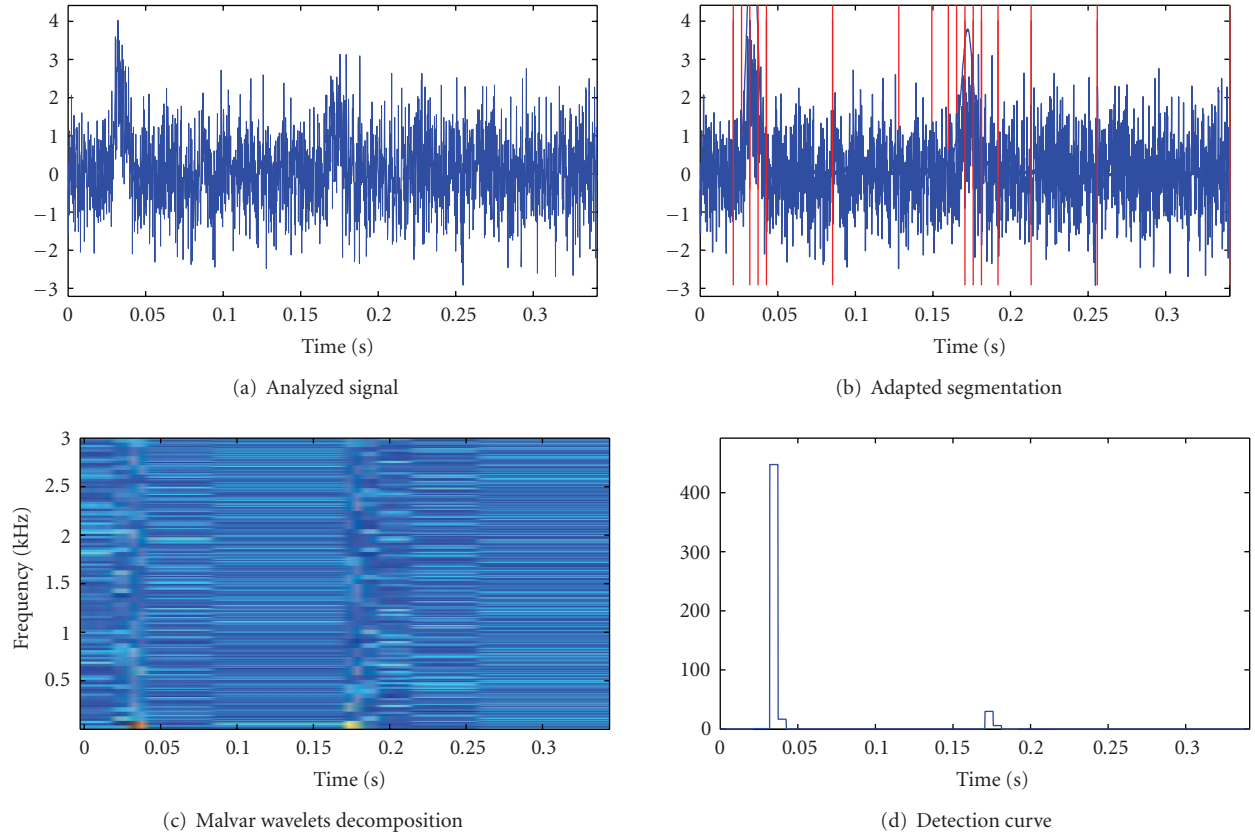 4
3
2
1
0
−1
−2
−3
0 0.05 0.1 0.15 0.2 0.25 0.3
Time (s)
(a) Analyzed signal
4
3
2
1
0
−1
−2
−3
0 0.05 0.1 0.15 0.2 0.25 0.3
Time (s)
(b) Adapted segmentation
Frequency (kHz)
3
2.5
2
1.5
1
0.5
0 0.05 0.1 0.15 0.2 0.25 0.3
Time (s)
(c) Malvar wavelets decomposition
400
300
200
100
0
0 0.05 0.1 0.15 0.2 0.25 0.3
Time (s)
(d) Detection curve